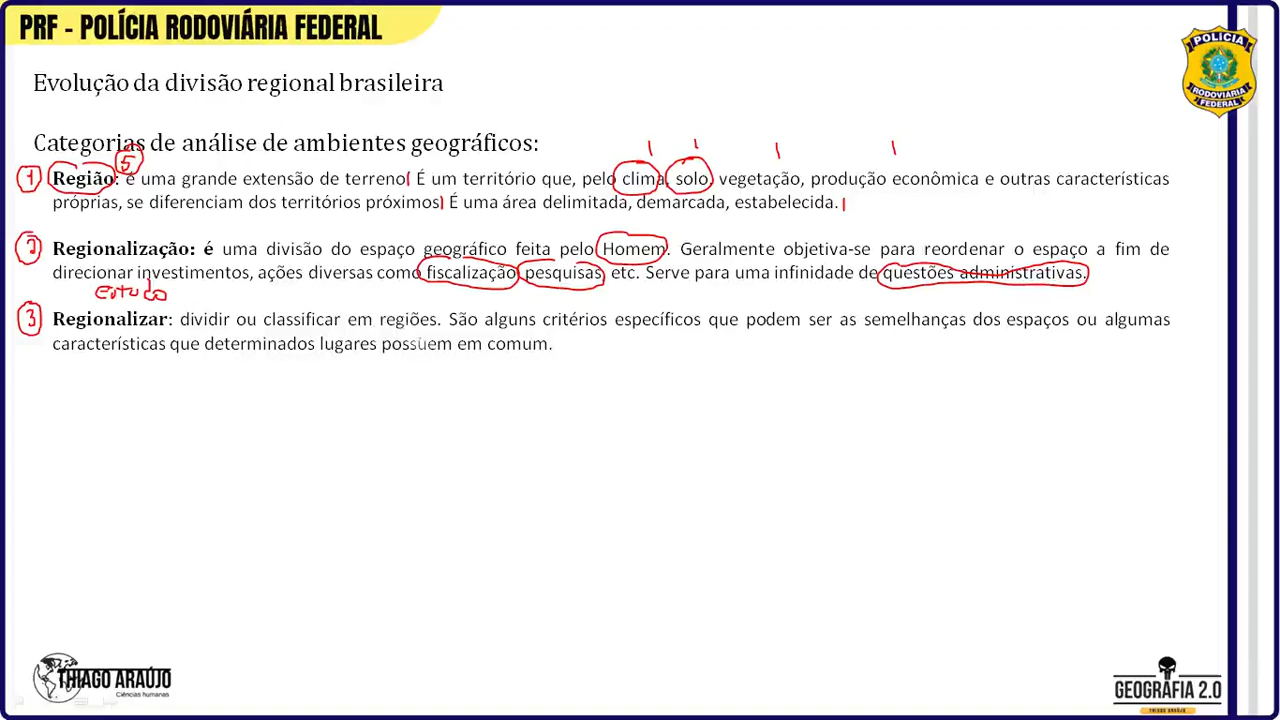 PRF - POLÍCIA RODOVIÁRIA FEDERAL
POLÍCIA
RODOVIÁRIA
FEDERAL
Evolução da divisão regional brasileira
Categorias de análise de ambientes geográficos:
5
1 Região: é uma grande extensão de terreno. É um território que, pelo clima, solo, vegetação, produção econômica e outras características
próprias, se diferenciam dos territórios próximos. É uma área delimitada, demarcada, estabelecida.
2 Regionalização: é uma divisão do espaço geográfico feita pelo Homem. Geralmente objetiva-se para reordenar o espaço a fim de
direcionar investimentos, ações diversas como fiscalização, pesquisas, etc. Serve para uma infinidade de questões administrativas.
estudo
3 Regionalizar: dividir ou classificar em regiões. São alguns critérios específicos que podem ser as semelhanças dos espaços ou algumas
características que determinados lugares possuem em comum.
THIAGO ARAÚJO
Ciências humanas
GEOGRAFIA 2.0
THIAGO ARAÚJO